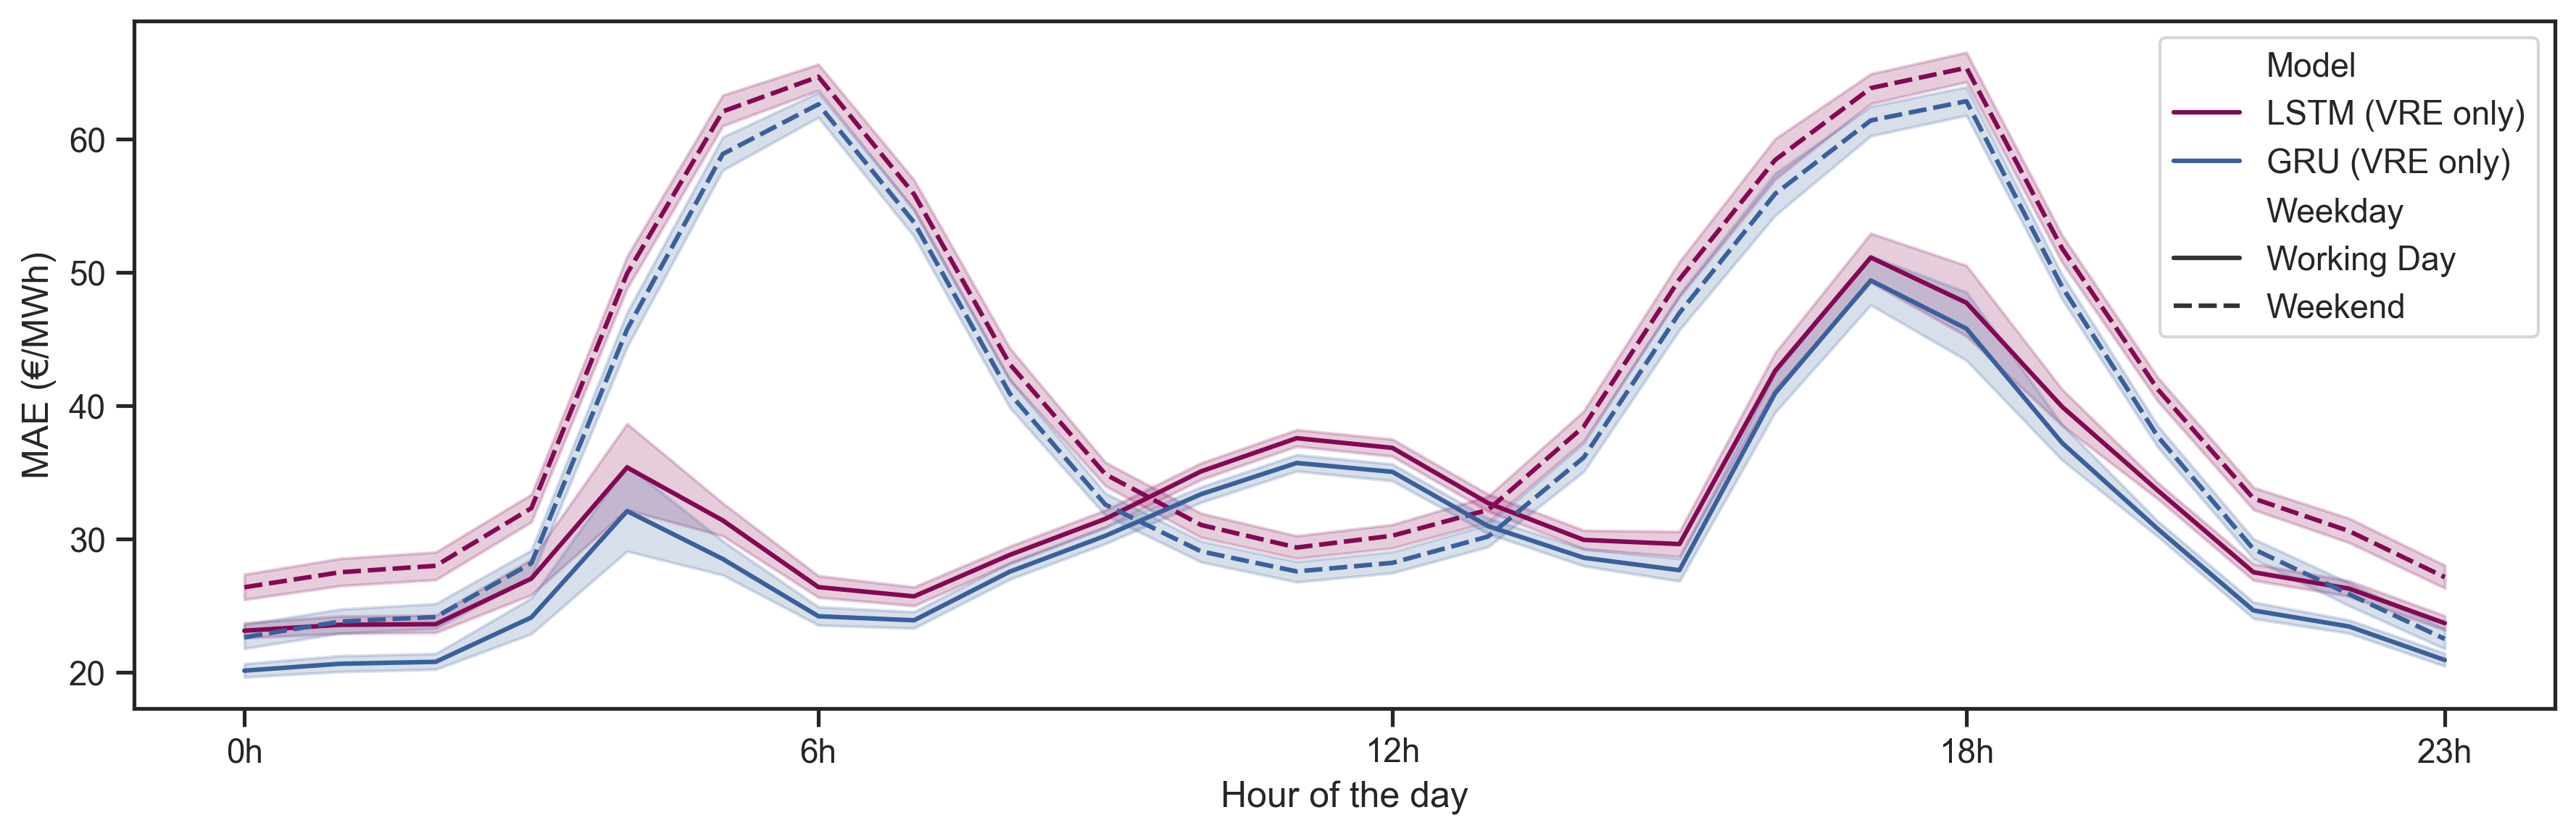 MAE (€/MWh)
60
50
40
30
20
0h
6h
12h
18h
23h
Hour of the day
Model
LSTM (VRE only)
GRU (VRE only)
Weekday
Working Day
Weekend